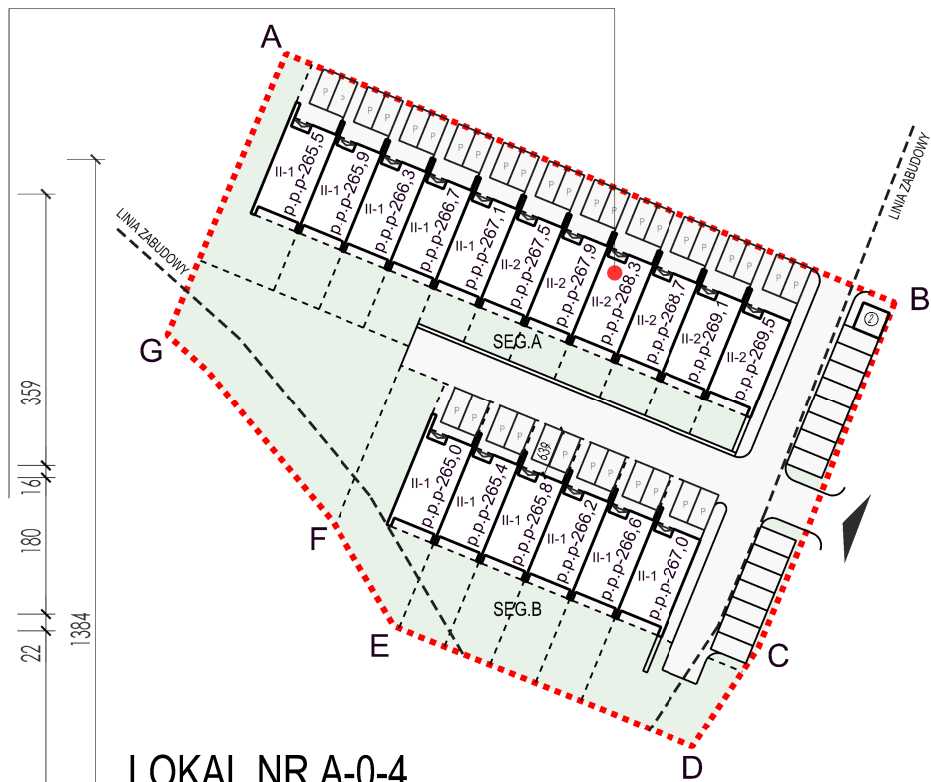 A
B
C
D
E
F
G
LINIA ZABUDOWY
LINIA ZABUDOWY
P P P P P P P P P P P P P P P P P P P P P P
II-1 p.p.p-265,5
II-1 p.p.p-265,9
II-1 p.p.p-266,3
II-1 p.p.p-266,7
II-1 p.p.p-267,1
II-2 p.p.p-267,5
II-2 p.p.p-267,9
II-2 p.p.p-268,3
II-2 p.p.p-268,7
II-2 p.p.p-269,1
II-2 p.p.p-269,5
2
SEG.A
P P P P P P P P P P P
639
II-1 p.p.p-265,0
II-1 p.p.p-265,4
II-1 p.p.p-265,8
II-1 p.p.p-266,2
II-1 p.p.p-266,6
II-1 p.p.p-267,0
SEG.B
359
16
180
22
1384
LOKAL NR A-0-4